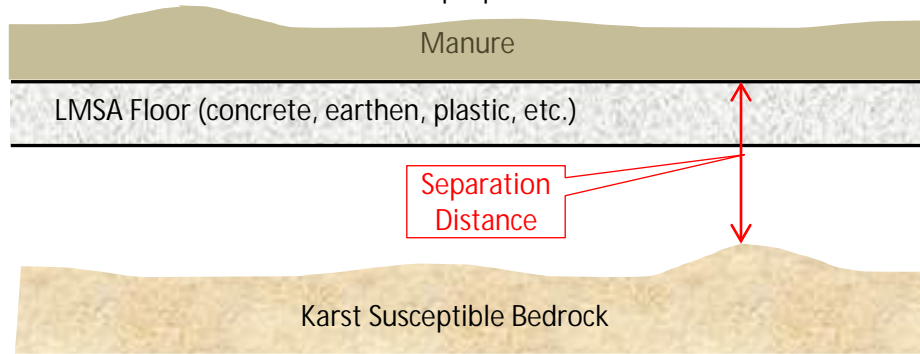 Manure
LMSA Floor (concrete, earthen, plastic, etc.)
Separation
Distance
Karst Susceptible Bedrock